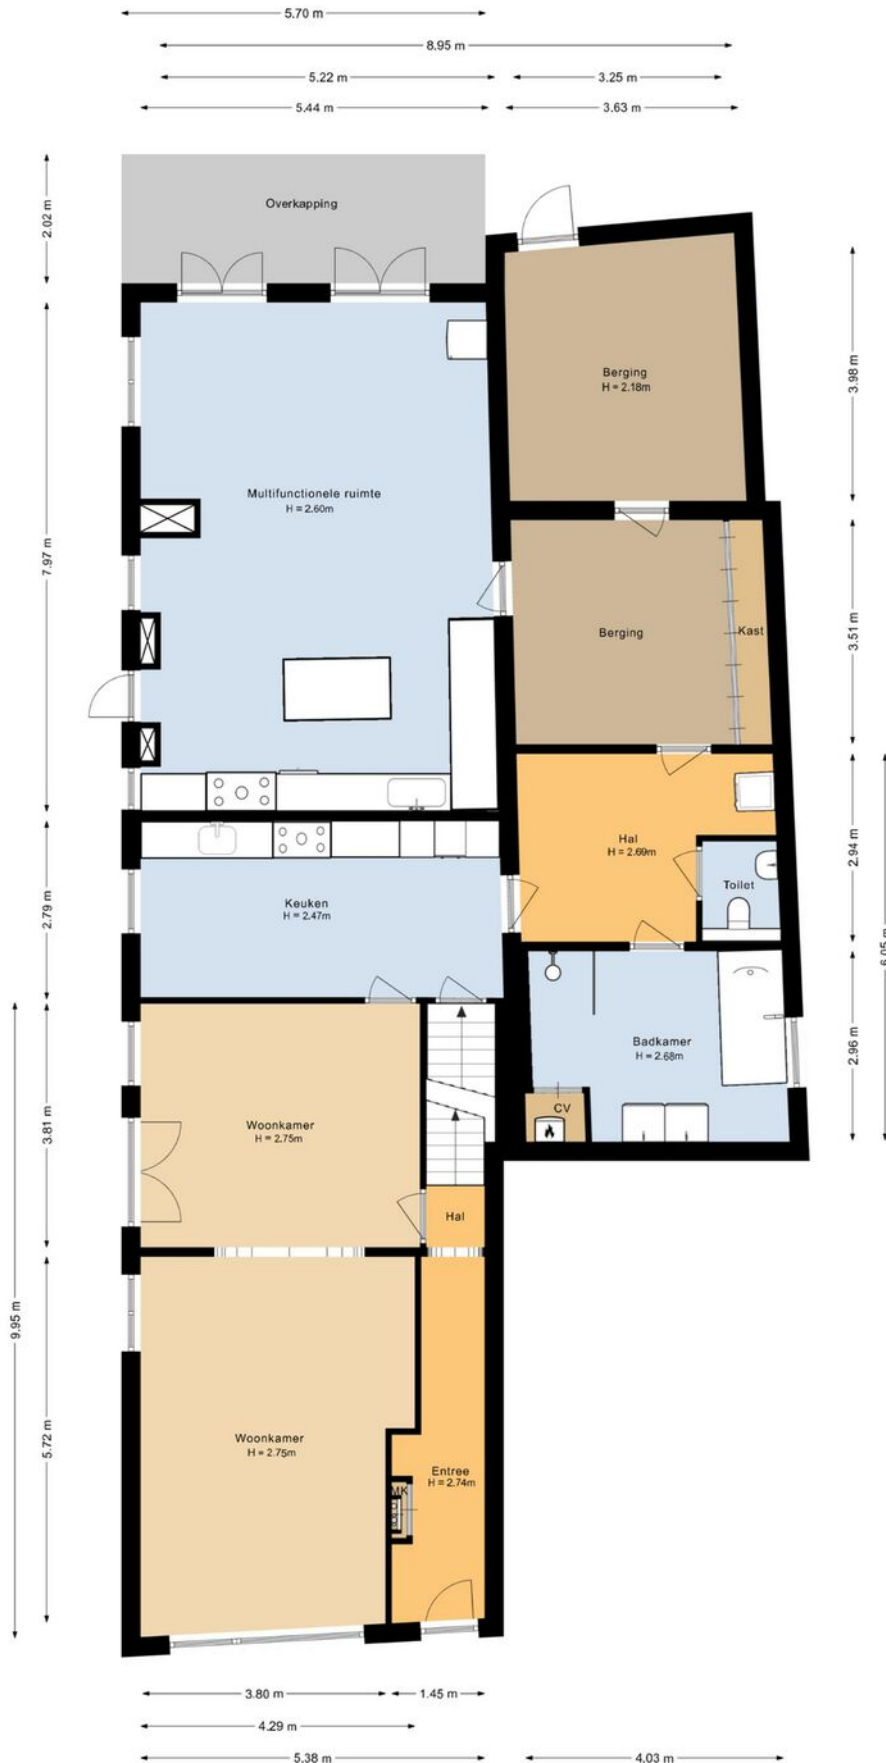 5.70 m
8.95 m
5.22 m
3.25 m
5.44 m
3.63 m
2.02 m
Overkapping
3.98 m
Berging
H = 2.18m
Multifunctionele ruimte
H = 2.60m
7.97 m
3.51 m
Berging
Kast
2.94 m
Hal
H = 2.69m
Toilet
2.79 m
Keuken
H = 2.47m
6.05 m
2.96 m
Badkamer
H = 2.68m
CV
3.81 m
Woonkamer
H = 2.75m
Hal
9.95 m
5.72 m
Woonkamer
H = 2.75m
Entree
H = 2.74m
MK
3.80 m
1.45 m
4.29 m
5.38 m
4.03 m